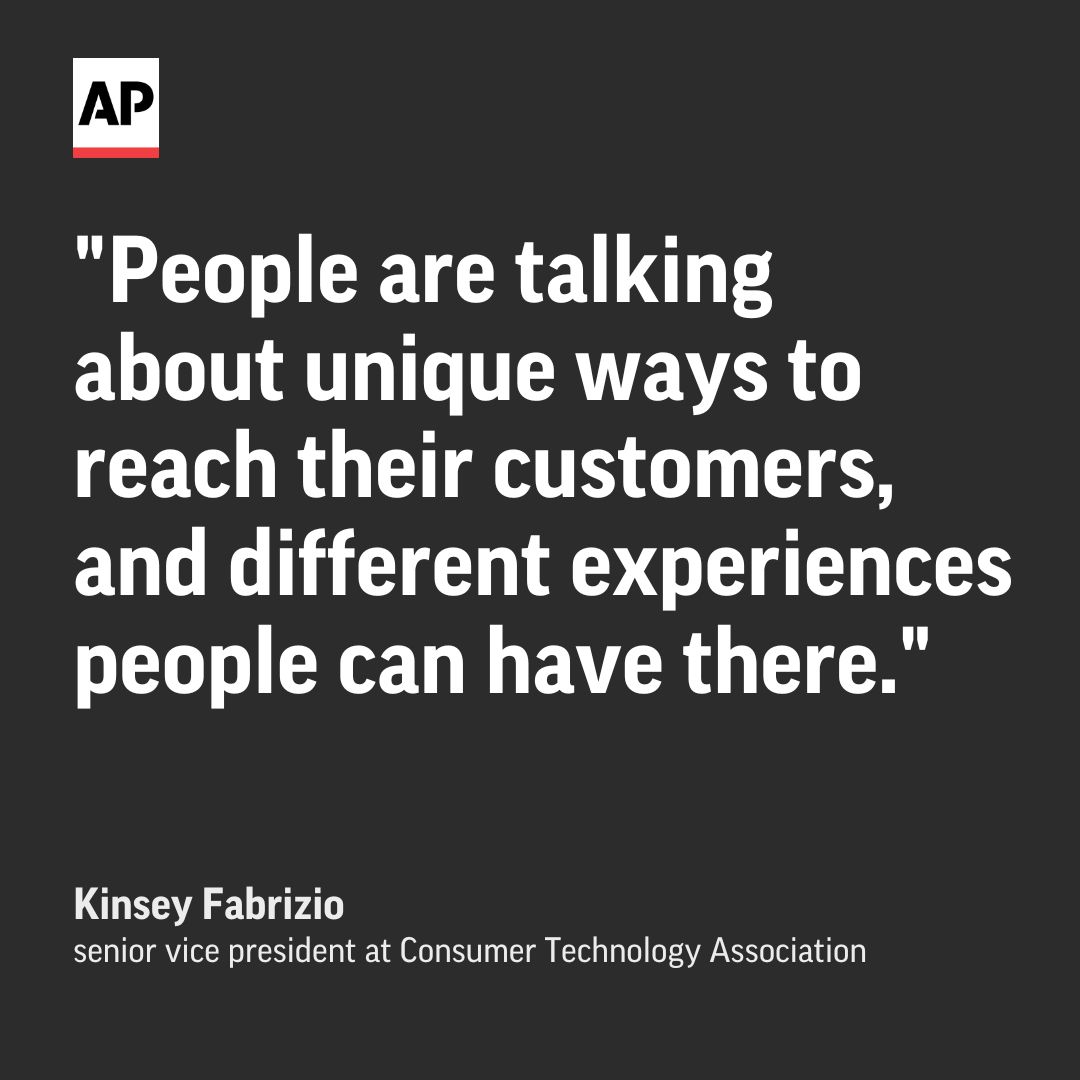 AP
"People are talking
about unique ways to
reach their customers,
and different experiences
people can have there."
Kinsey Fabrizio
senior vice president at Consumer Technology Association